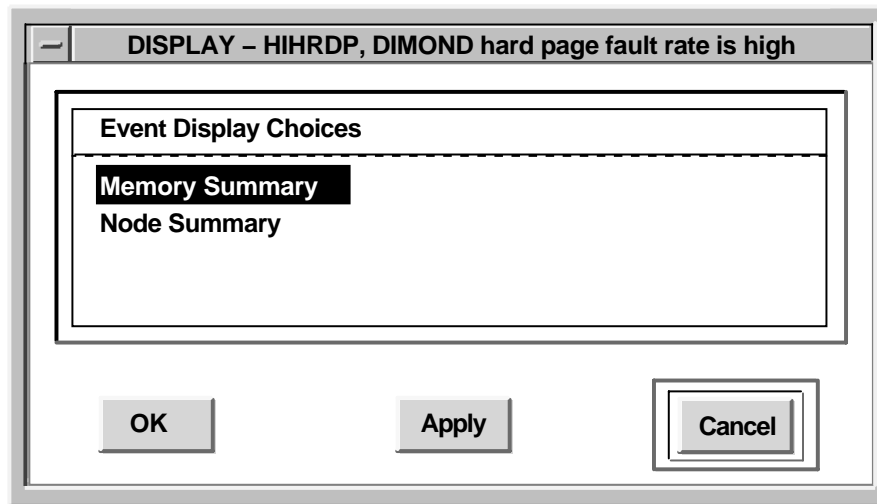 DISPLAY – HIHRDP, DIMOND hard page fault rate is high
Event Display Choices
Memory Summary
Node Summary
OK
Apply
Cancel